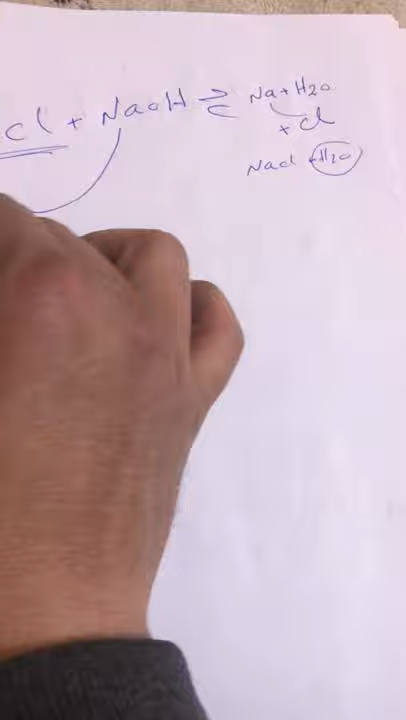 Cl + NaoH ⇌ Na + H2o
+ Cl
Nacl + H2o